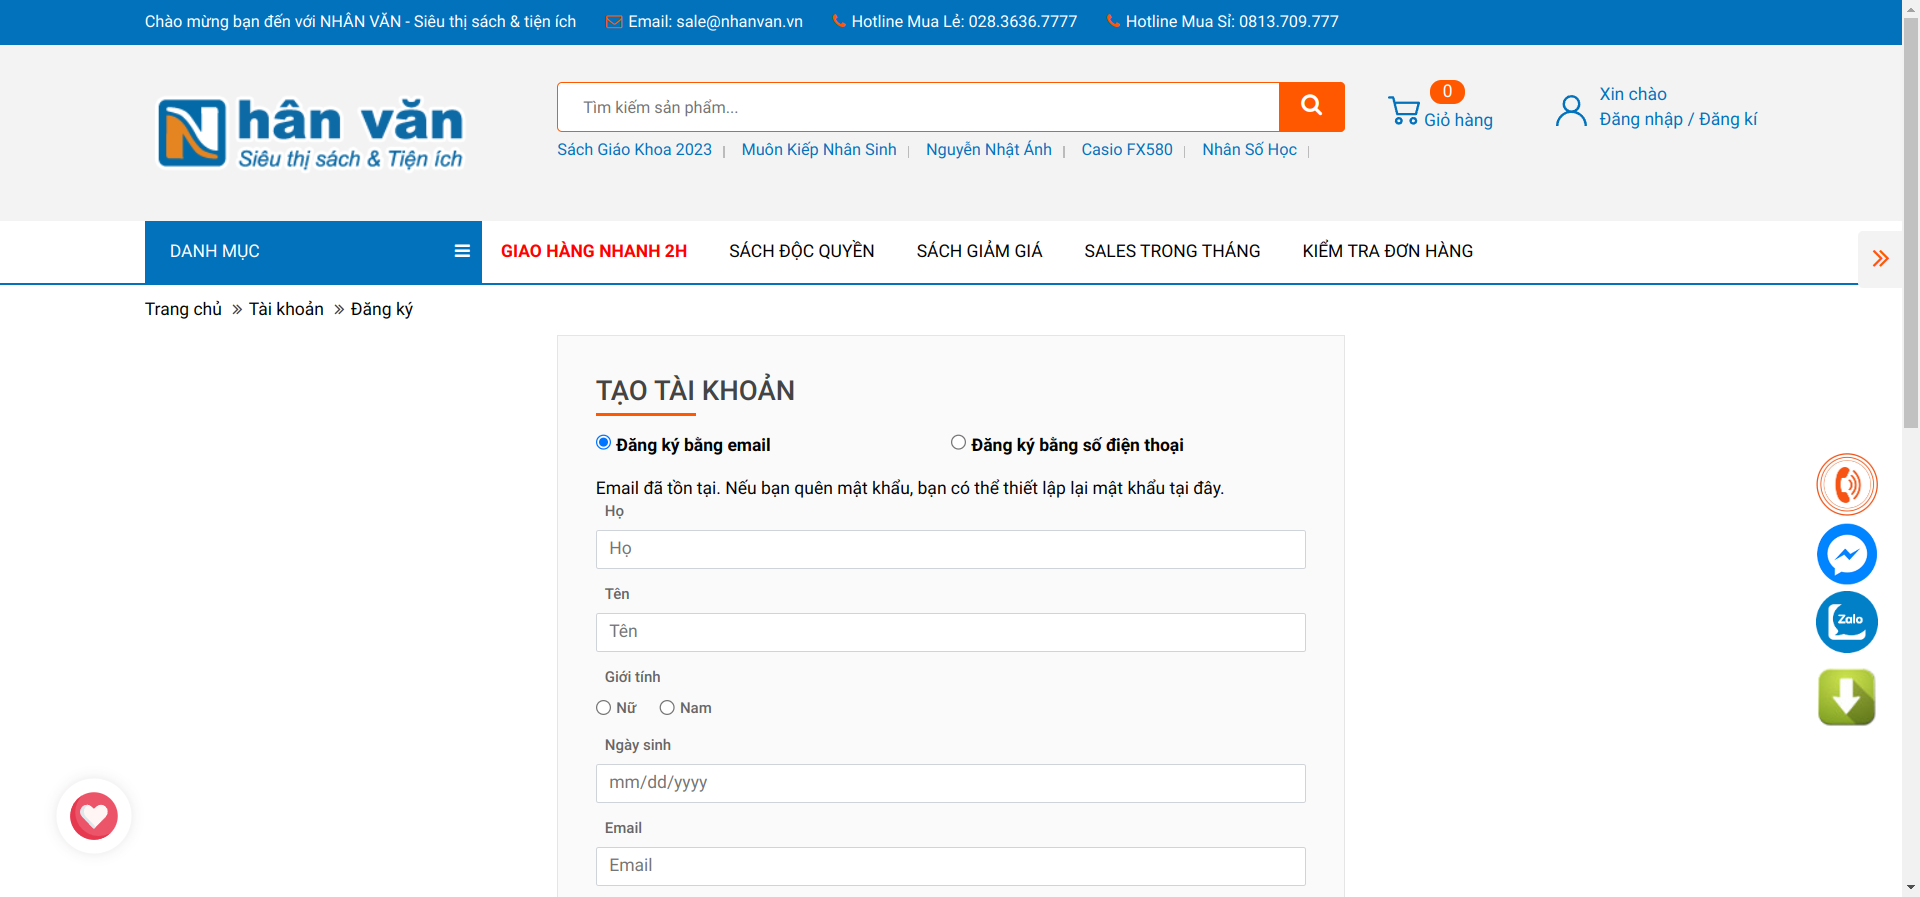 Chào mừng bạn đến với NHÂN VĂN - Siêu thị sách & tiện ích Email: sale@nhanvan.vn Hotline Mua Lẻ: 028.3636.7777 Hotline Mua Sỉ: 0813.709.777
Nhân văn
Siêu thị sách & Tiện ích
Tìm kiếm sản phẩm...
Sách Giáo Khoa 2023 | Muôn Kiếp Nhân Sinh | Nguyễn Nhật Ánh | Casio FX580 | Nhân Số Học |
0
Giỏ hàng
Xin chào
Đăng nhập / Đăng kí
DANH MỤC GIAO HÀNG NHANH 2H SÁCH ĐỘC QUYỀN SÁCH GIẢM GIÁ SALES TRONG THÁNG KIỂM TRA ĐƠN HÀNG
Trang chủ » Tài khoản » Đăng ký
TẠO TÀI KHOẢN
Đăng ký bằng email Đăng ký bằng số điện thoại
Email đã tồn tại. Nếu bạn quên mật khẩu, bạn có thể thiết lập lại mật khẩu tại đây.
Họ
Họ
Tên
Tên
Giới tính
Nữ Nam
Ngày sinh
mm/dd/yyyy
Email
Email
Zalo